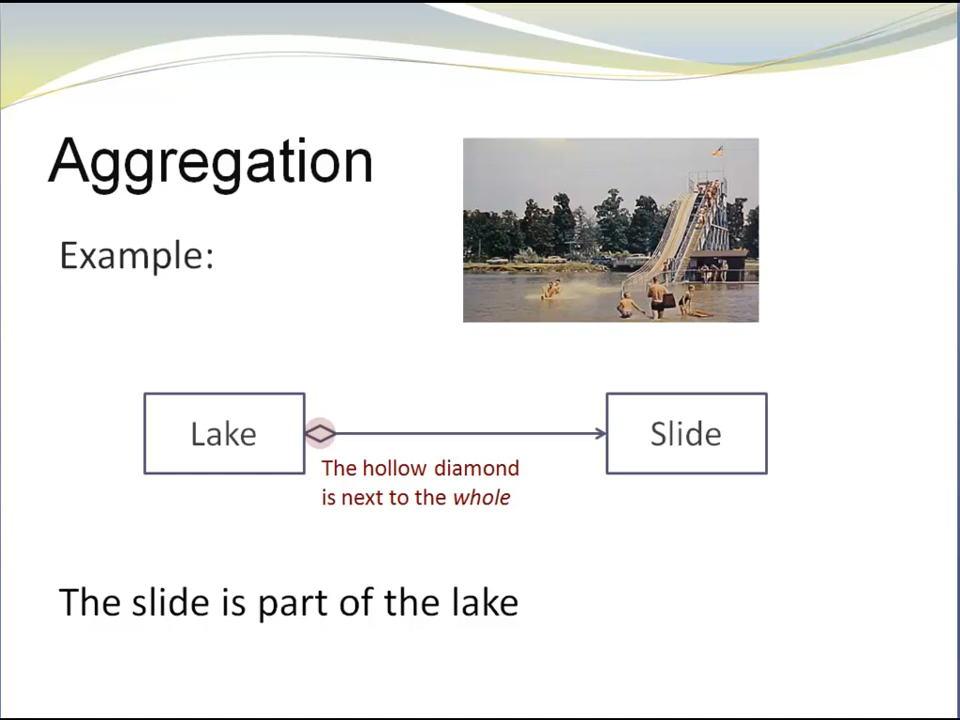 Aggregation
Example:
Lake
Slide
The hollow diamond
is next to the whole
The slide is part of the lake